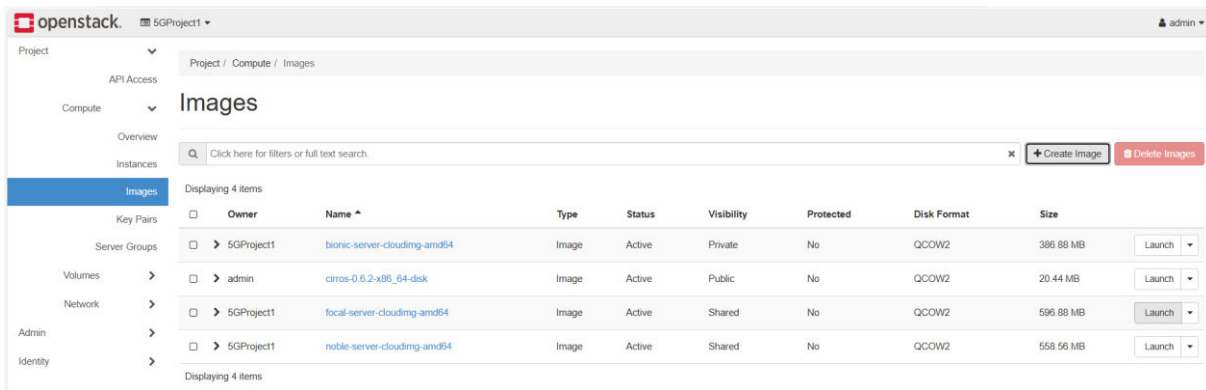 openstack. 5GProject1 admin
Project
API Access
Compute
Overview
Instances
Images
Key Pairs
Server Groups
Volumes
Network
Admin
Identity
Project / Compute / Images
Images
Click here for filters or full text search. + Create Image Delete Images
Displaying 4 items
Owner Name Type Status Visibility Protected Disk Format Size
5GProject1 bionic-server-cloudimg-amd64 Image Active Private No QCOW2 386.88 MB Launch
admin cirros-0.6.2-x86_64-disk Image Active Public No QCOW2 20.44 MB Launch
5GProject1 focal-server-cloudimg-amd64 Image Active Shared No QCOW2 596.88 MB Launch
5GProject1 noble-server-cloudimg-amd64 Image Active Shared No QCOW2 558.56 MB Launch
Displaying 4 items